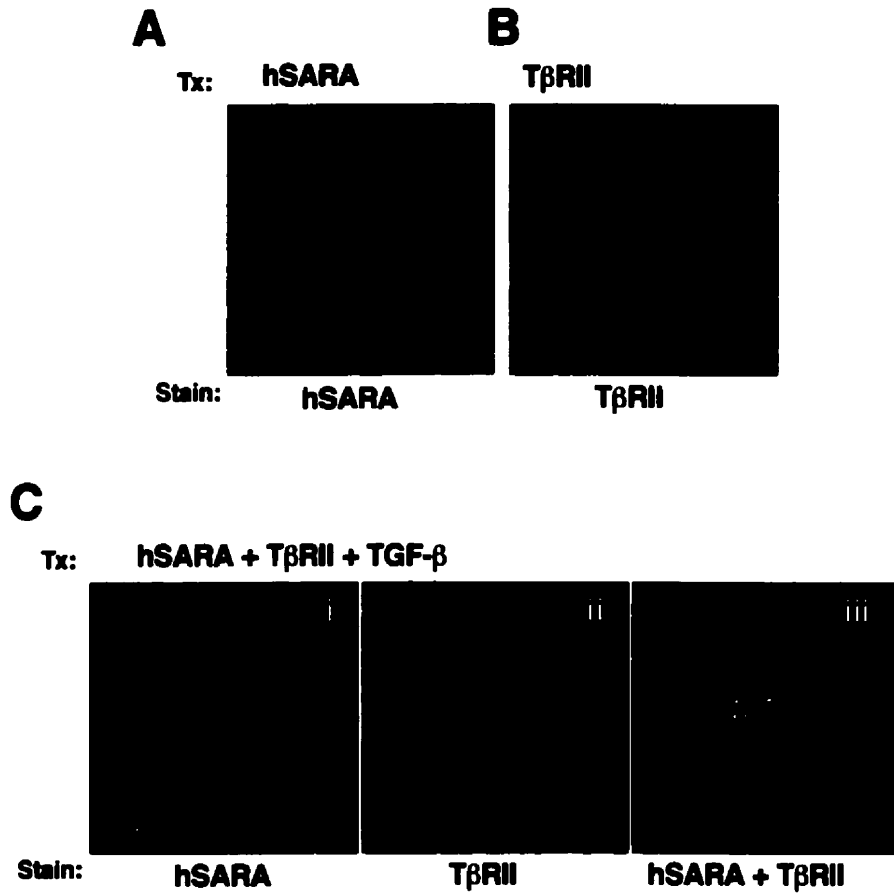 A B
Tx: hSARA TβRII
Stain: hSARA TβRII
C
Tx: hSARA + TβRII + TGF-β
i ii iii
Stain: hSARA TβRII hSARA + TβRII